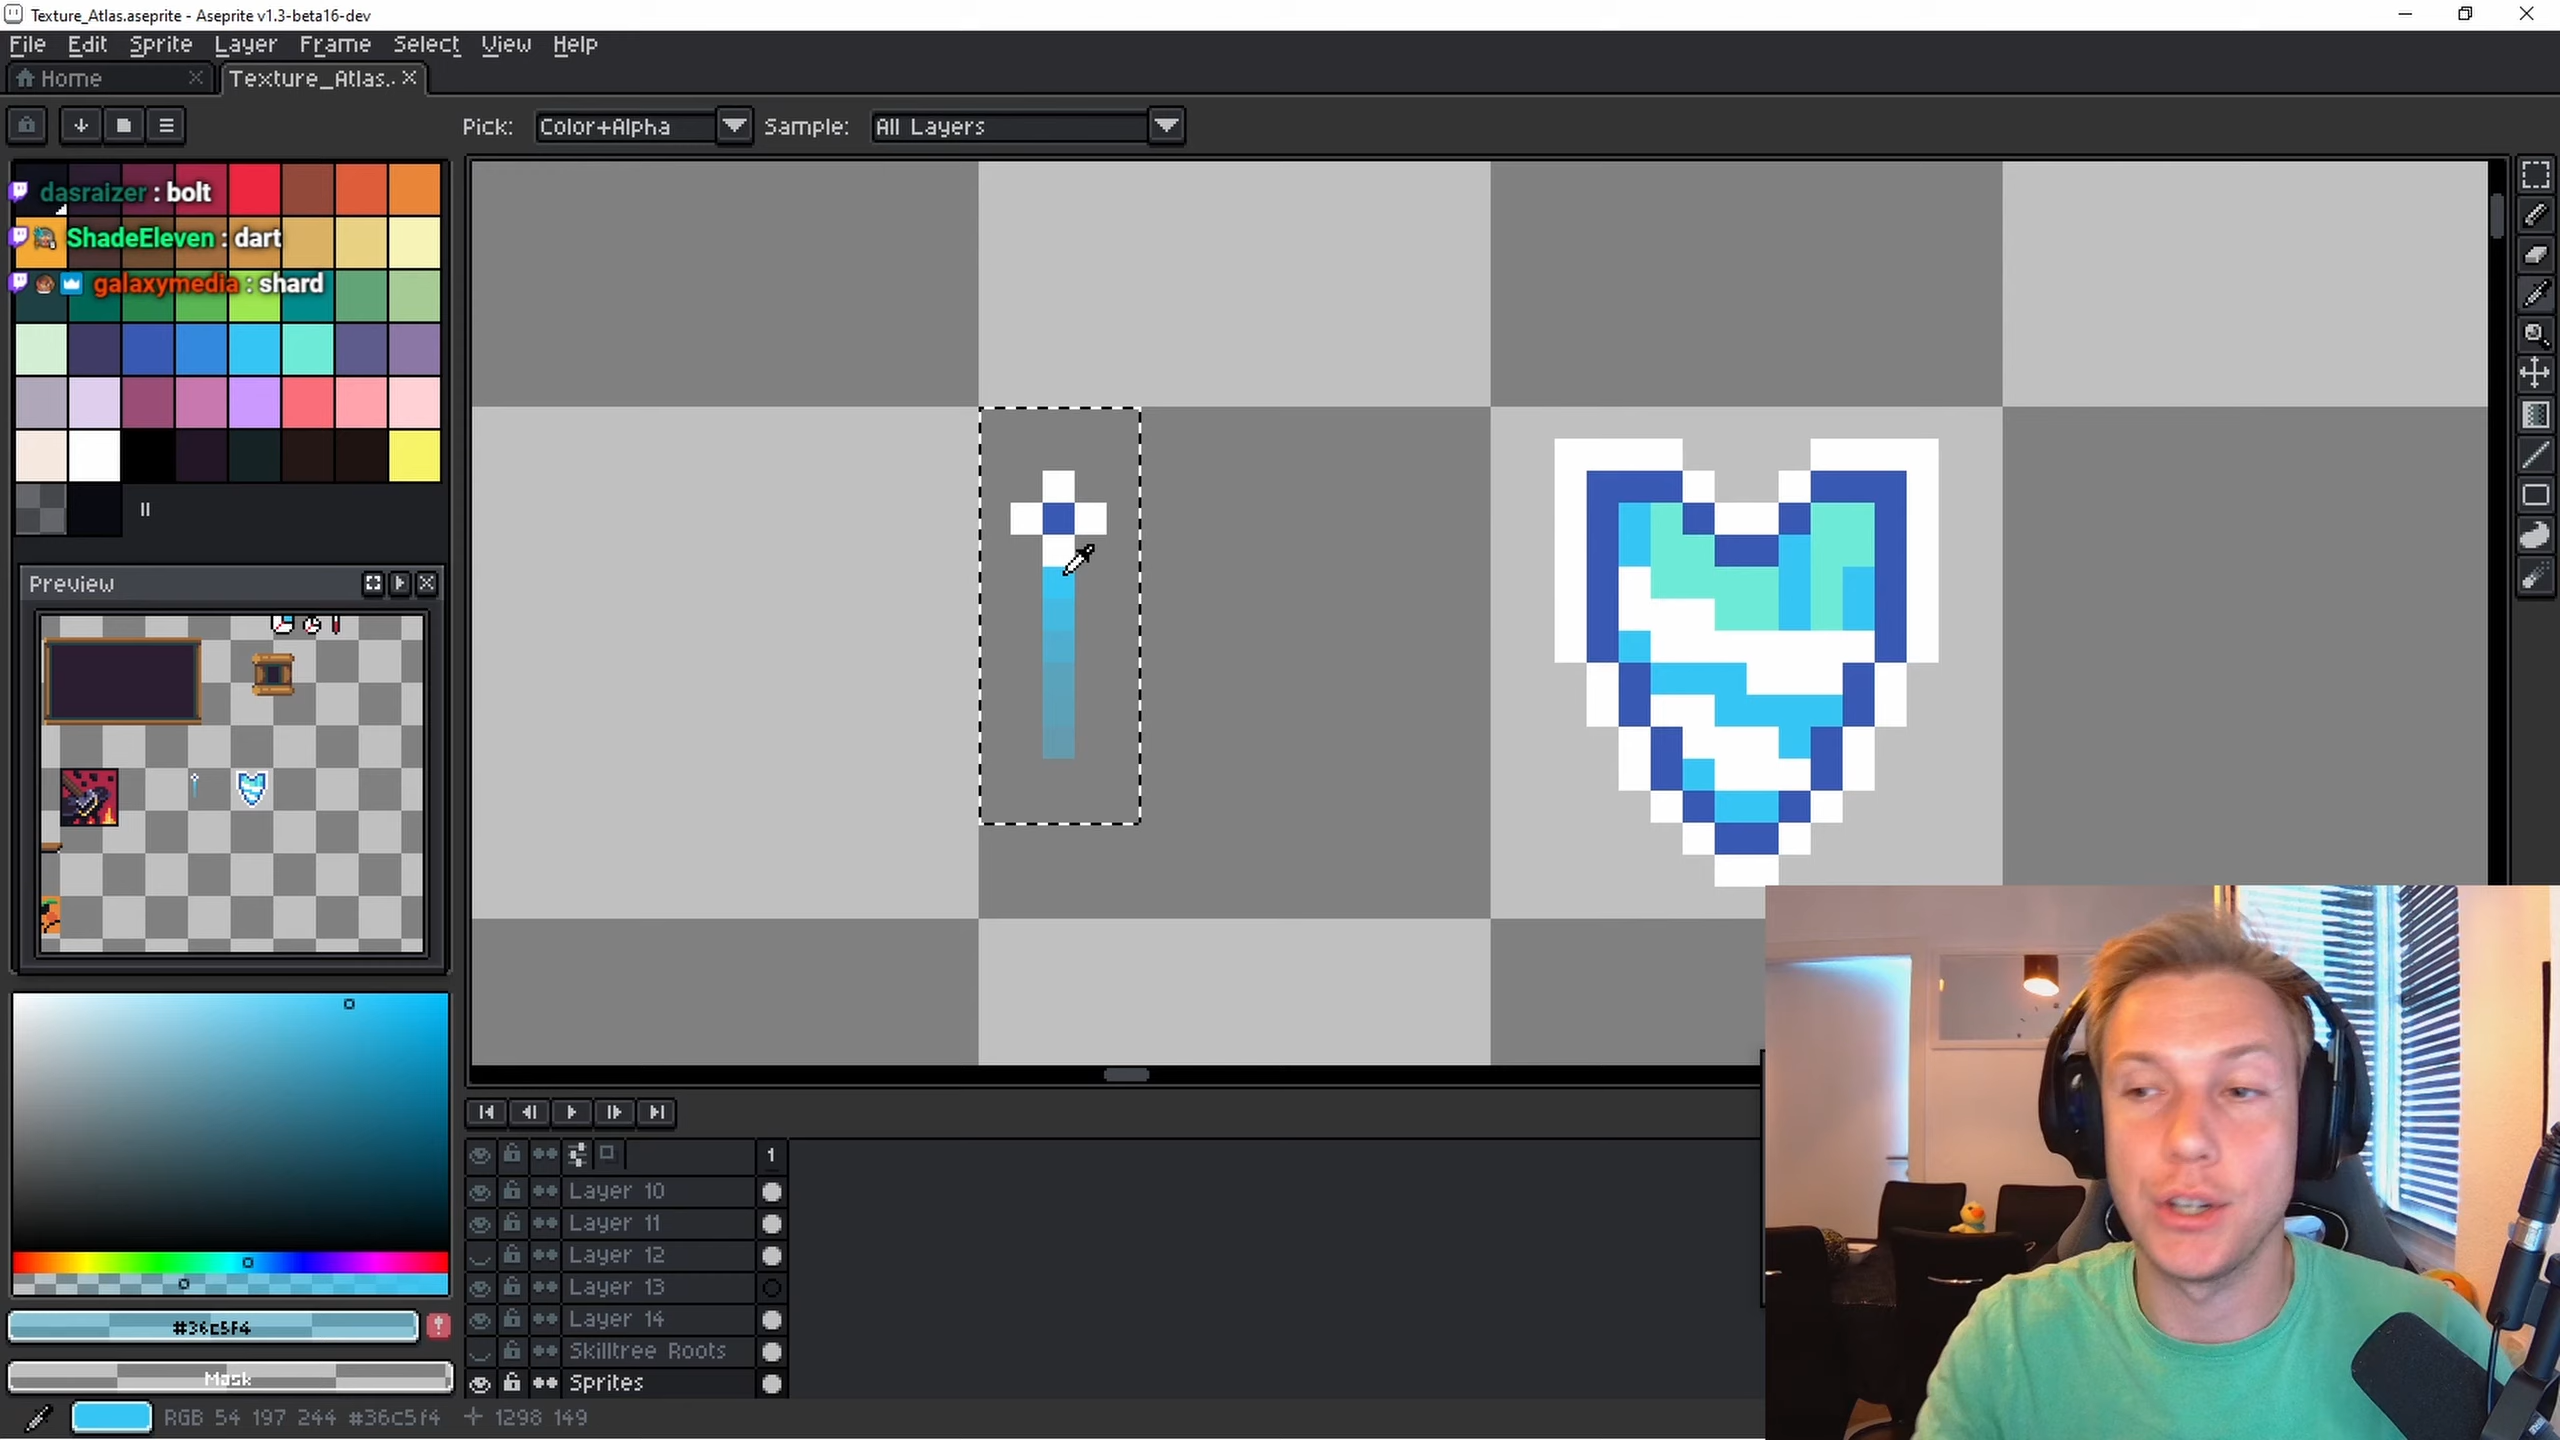 Texture_Atlas.aseprite - Aseprite v1.3-beta16-dev
File Edit Sprite Layer Frame Select View Help
Home
Texture_Atlas..
Pick: Color+Alpha Sample: All Layers
dasraizer : bolt
ShadeEleven : dart
galaxymedia : shard
Preview
1
Layer 10
Layer 11
Layer 12
Layer 13
Layer 14
Skilltree Roots
Sprites
#36c5f4
Mask
RGB 54 197 244 #36c5f4 1298 149